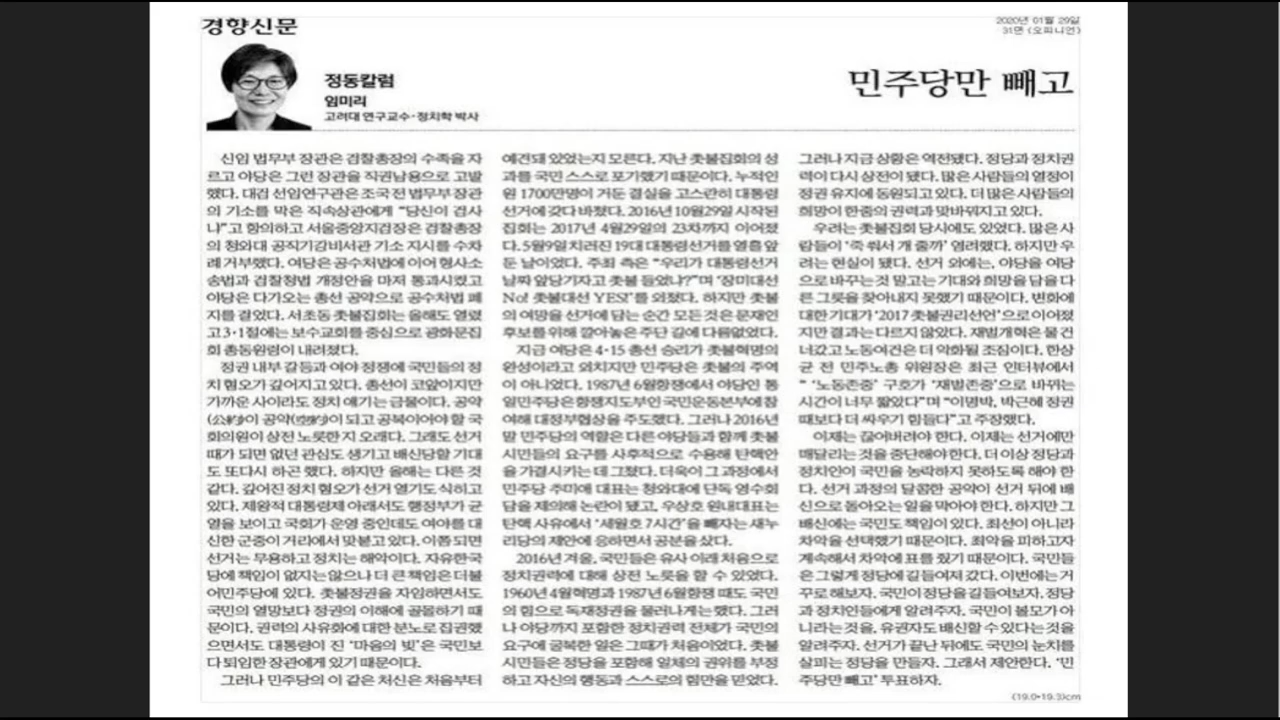 경향신문
2020년 01월 29일
31면 (오피니언)
정동칼럼
임미리
고려대 연구교수·정치학 박사
민주당만 빼고
신임 법무부 장관은 검찰총장의 수족을 자
르고 야당은 그런 장관을 직권남용으로 고발
했다. 대검 선임연구관은 조국 전 법무부 장관
의 기소를 막은 직속상관에게 “당신이 검사
냐”고 항의하고 서울중앙지검장은 검찰총장
의 청와대 공직기강비서관 기소 지시를 수차
례 거부했다. 여당은 공수처법에 이어 형사소
송법과 검찰청법 개정안을 마저 통과시켰고
야당은 다가오는 총선 공약으로 공수처법 폐
지를 걸었다. 서초동 촛불집회는 올해도 열렸
고 3·1절에는 보수교회를 중심으로 광화문집
회 총동원령이 내려졌다.
정권 내부 갈등과 여야 정쟁에 국민들의 정
치 혐오가 깊어지고 있다. 총선이 코앞이지만
가까운 사이라도 정치 얘기는 금물이다. 공약
(公約)이 공약(空約)이 되고 공복이어야 할 국
회의원이 상전 노릇한 지 오래다. 그래도 선거
때가 되면 없던 관심도 생기고 배신당할 기대
도 또다시 하곤 했다. 하지만 올해는 다른 것
같다. 깊어진 정치 혐오가 선거 열기도 식히고
있다. 제왕적 대통령제 아래서도 행정부가 균
열을 보이고 국회가 운영 중인데도 여야를 대
신한 군중이 거리에서 맞붙고 있다. 이쯤 되면
선거는 무용하고 정치는 해악이다. 자유한국
당에 책임이 없지는 않으나 더 큰 책임은 더불
어민주당에 있다. 촛불정권을 자임하면서도
국민의 열망보다 정권의 이해에 골몰하기 때
문이다. 권력의 사유화에 대한 분노로 집권했
으면서도 대통령이 진 ‘마음의 빚’은 국민보
다 퇴임한 장관에게 있기 때문이다.
그러나 민주당의 이 같은 처신은 처음부터
예견돼 있었는지 모른다. 지난 촛불집회의 성
과를 국민 스스로 포기했기 때문이다. 누적인
원 1700만명이 거둔 결실을 고스란히 대통령
선거에 갖다 바쳤다. 2016년 10월29일 시작된
집회는 2017년 4월29일의 23차까지 이어졌
다. 5월9일 치러진 19대 대통령선거를 열흘 앞
둔 날이었다. 주최 측은 “우리가 대통령선거
날짜 앞당기자고 촛불 들었나?”며 ‘장미대선
No! 촛불대선 YES!’를 외쳤다. 하지만 촛불
의 여망을 선거에 담는 순간 모든 것은 문재인
후보를 위해 깔아놓은 주단 길에 다름없었다.
지금 여당은 4·15 총선 승리가 촛불혁명의
완성이라고 외치지만 민주당은 촛불의 주역
이 아니었다. 1987년 6월항쟁에서 야당인 통
일민주당은 항쟁지도부인 국민운동본부에 참
여해 대정부협상을 주도했다. 그러나 2016년
말 민주당의 역할은 다른 야당들과 함께 촛불
시민들의 요구를 사후적으로 수용해 탄핵안
을 가결시키는 데 그쳤다. 더욱이 그 과정에서
민주당 추미애 대표는 청와대에 단독 영수회
담을 제의해 논란이 됐고, 우상호 원내대표는
탄핵 사유에서 ‘세월호 7시간’을 빼자는 새누
리당의 제안에 응하면서 공분을 샀다.
2016년 겨울, 국민들은 유사 이래 처음으로
정치권력에 대해 상전 노릇을 할 수 있었다.
1960년 4월혁명과 1987년 6월항쟁 때도 국민
의 힘으로 독재정권을 물러나게는 했다. 그러
나 야당까지 포함한 정치권력 전체가 국민의
요구에 굴복한 일은 그때가 처음이었다. 촛불
시민들은 정당을 포함해 일체의 권위를 부정
하고 자신의 행동과 스스로의 힘만을 믿었다.
그러나 지금 상황은 역전됐다. 정당과 정치권
력이 다시 상전이 됐다. 많은 사람들의 열정이
정권 유지에 동원되고 있다. 더 많은 사람들의
희망이 한줌의 권력과 맞바꿔지고 있다.
우려는 촛불집회 당시에도 있었다. 많은 사
람들이 ‘죽 쒀서 개 줄까’ 염려했다. 하지만 우
려는 현실이 됐다. 선거 외에는, 야당을 여당
으로 바꾸는 것 말고는 기대와 희망을 담을 다
른 그릇을 찾아내지 못했기 때문이다. 변화에
대한 기대가 ‘2017 촛불권리선언’으로 이어졌
지만 결과는 다르지 않았다. 재벌개혁은 물 건
너갔고 노동여건은 더 악화될 조짐이다. 한상
균 전 민주노총 위원장은 최근 인터뷰에서
“ ‘노동존중’ 구호가 ‘재벌존중’으로 바뀌는
시간이 너무 짧았다”며 “이명박, 박근혜 정권
때보다 더 싸우기 힘들다”고 주장했다.
이제는 끊어버려야 한다. 이제는 선거에만
매달리는 것을 중단해야 한다. 더 이상 정당과
정치인이 국민을 농락하지 못하도록 해야 한
다. 선거 과정의 달콤한 공약이 선거 뒤에 배
신으로 돌아오는 일을 막아야 한다. 하지만 그
배신에는 국민도 책임이 있다. 최선이 아니라
차악을 선택했기 때문이다. 최악을 피하고자
계속해서 차악에 표를 줬기 때문이다. 국민들
은 그렇게 정당에 길들여져 갔다. 이번에는 거
꾸로 해보자. 국민이 정당을 길들여보자. 정당
과 정치인들에게 알려주자. 국민이 볼모가 아
니라는 것을, 유권자도 배신할 수 있다는 것을
알려주자. 선거가 끝난 뒤에도 국민의 눈치를
살피는 정당을 만들자. 그래서 제안한다. ‘민
주당만 빼고’ 투표하자.
(19.0*19.3)cm